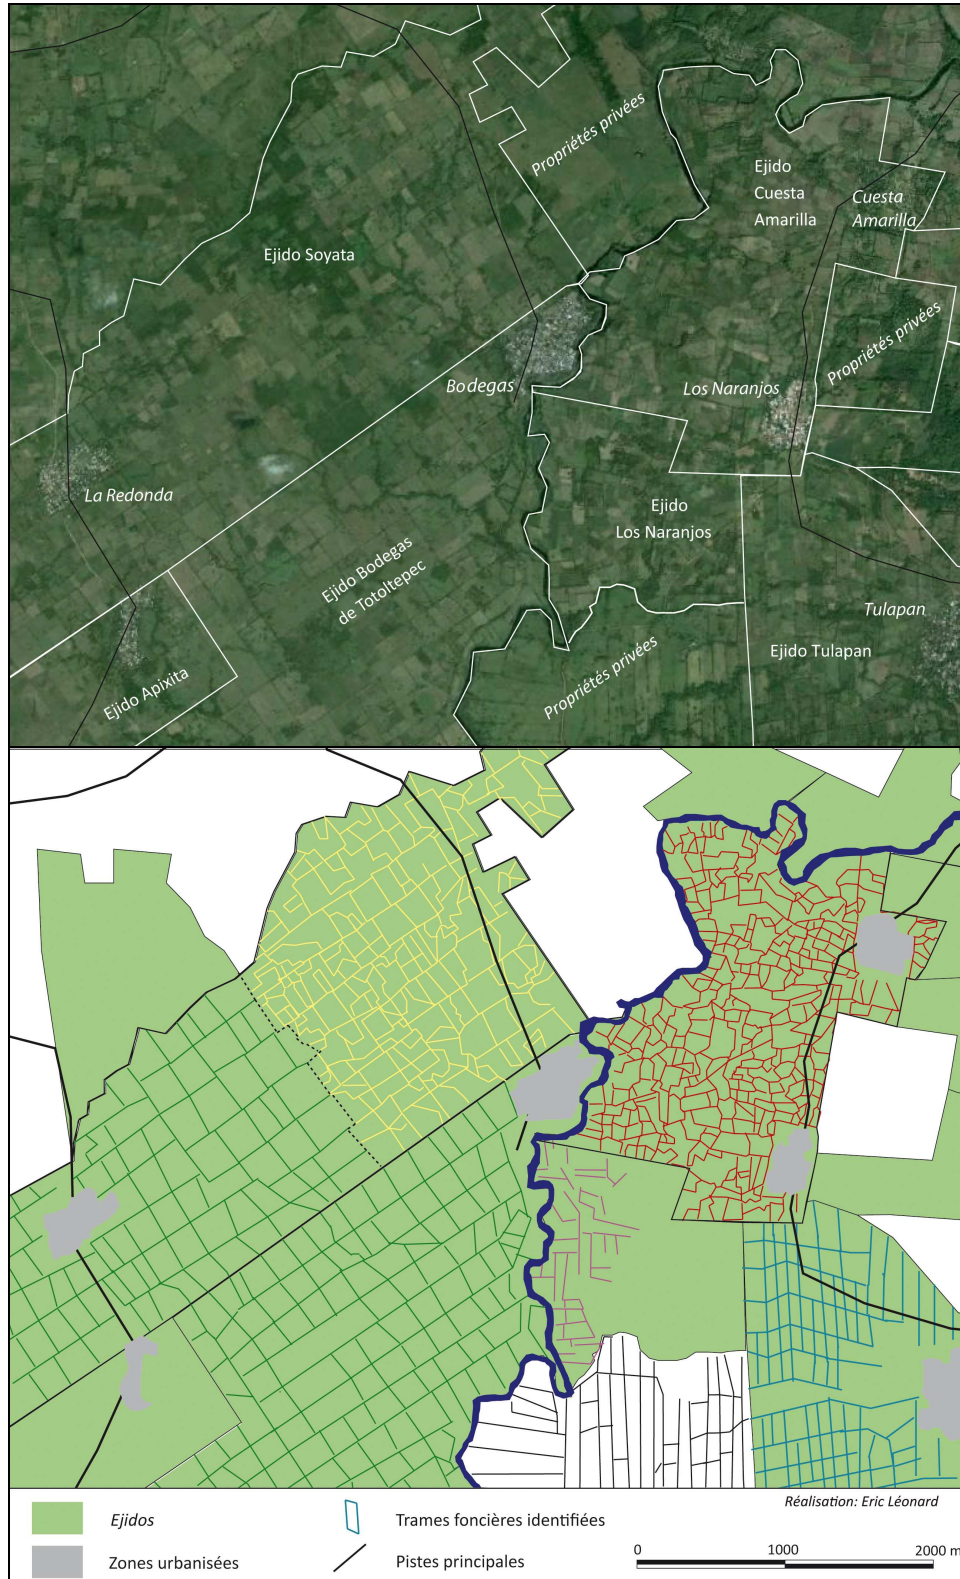 Propriétés privées
Ejido
Cuesta
Amarilla
Cuesta
Amarilla
Ejido Soyata
Propriétés privées
Bodegas
Los Naranjos
La Redonda
Ejido
Los Naranjos
Ejido Bodegas
de Totoltepec
Tulapan
Ejido Tulapan
Propriétés privées
Ejido Apixita
Réalisation: Eric Léonard
Ejidos
Trames foncières identifiées
Zones urbanisées
Pistes principales
0 1000 2000 m